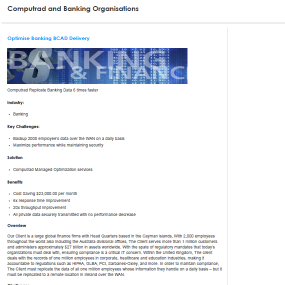 Computrad and Banking Organisations
Optimise Banking BCAD Delivery
BANKING
& FINANCE
Computrad Replicate Banking Data 6 times faster
Industry:
Banking
Key Challenges:
Backup 2000 employee's data over the WAN on a daily basis
Maximize performance while maintaining security
Solution
Computrad Managed Optimization services
Benefits
Cost Saving $23,000.00 per month
6x response time improvement
20x throughput improvement
All private data securely transmitted with no performance decrease
Overview
Our Client is a large global finance firms with Head Quarters based in the Cayman Islands. With 2,000 employees
throughout the world also including the Australia divisional offices, The Client serves more than 1 million customers
and administers approximately $27 billion in assets worldwide. With the spate of regulatory mandates that today's
organizations must deal with, ensuring compliance is a critical IT concern. Within the United Kingdom, The client
deals with the records of one million employees in corporate, healthcare and education industries, making it
accountable to regulations such as HIPAA, GLBA, PCI, Sarbanes-Oxley, and more. In order to maintain compliance,
The Client must replicate the data of all one million employees whose information they handle on a daily basis – but it
must be replicated to a remote location in Ireland over the WAN.